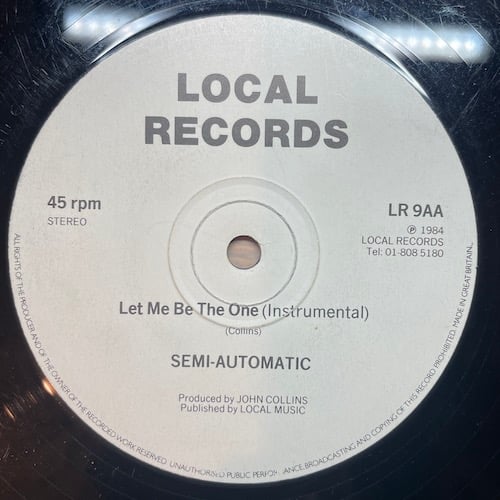 LOCAL
RECORDS
45 rpm
STEREO
LR 9AA
℗ 1984
LOCAL RECORDS
Tel: 01-808 5180
Let Me Be The One (Instrumental)
(Collins)
SEMI-AUTOMATIC
Produced by JOHN COLLINS
Published by LOCAL MUSIC
ALL RIGHTS OF THE PRODUCER AND OF THE OWNER OF THE RECORDED WORK RESERVED. UNAUTHORISED PUBLIC PERFORMANCE, BROADCASTING AND COPYING OF THIS RECORD PROHIBITED. MADE IN GREAT BRITAIN.